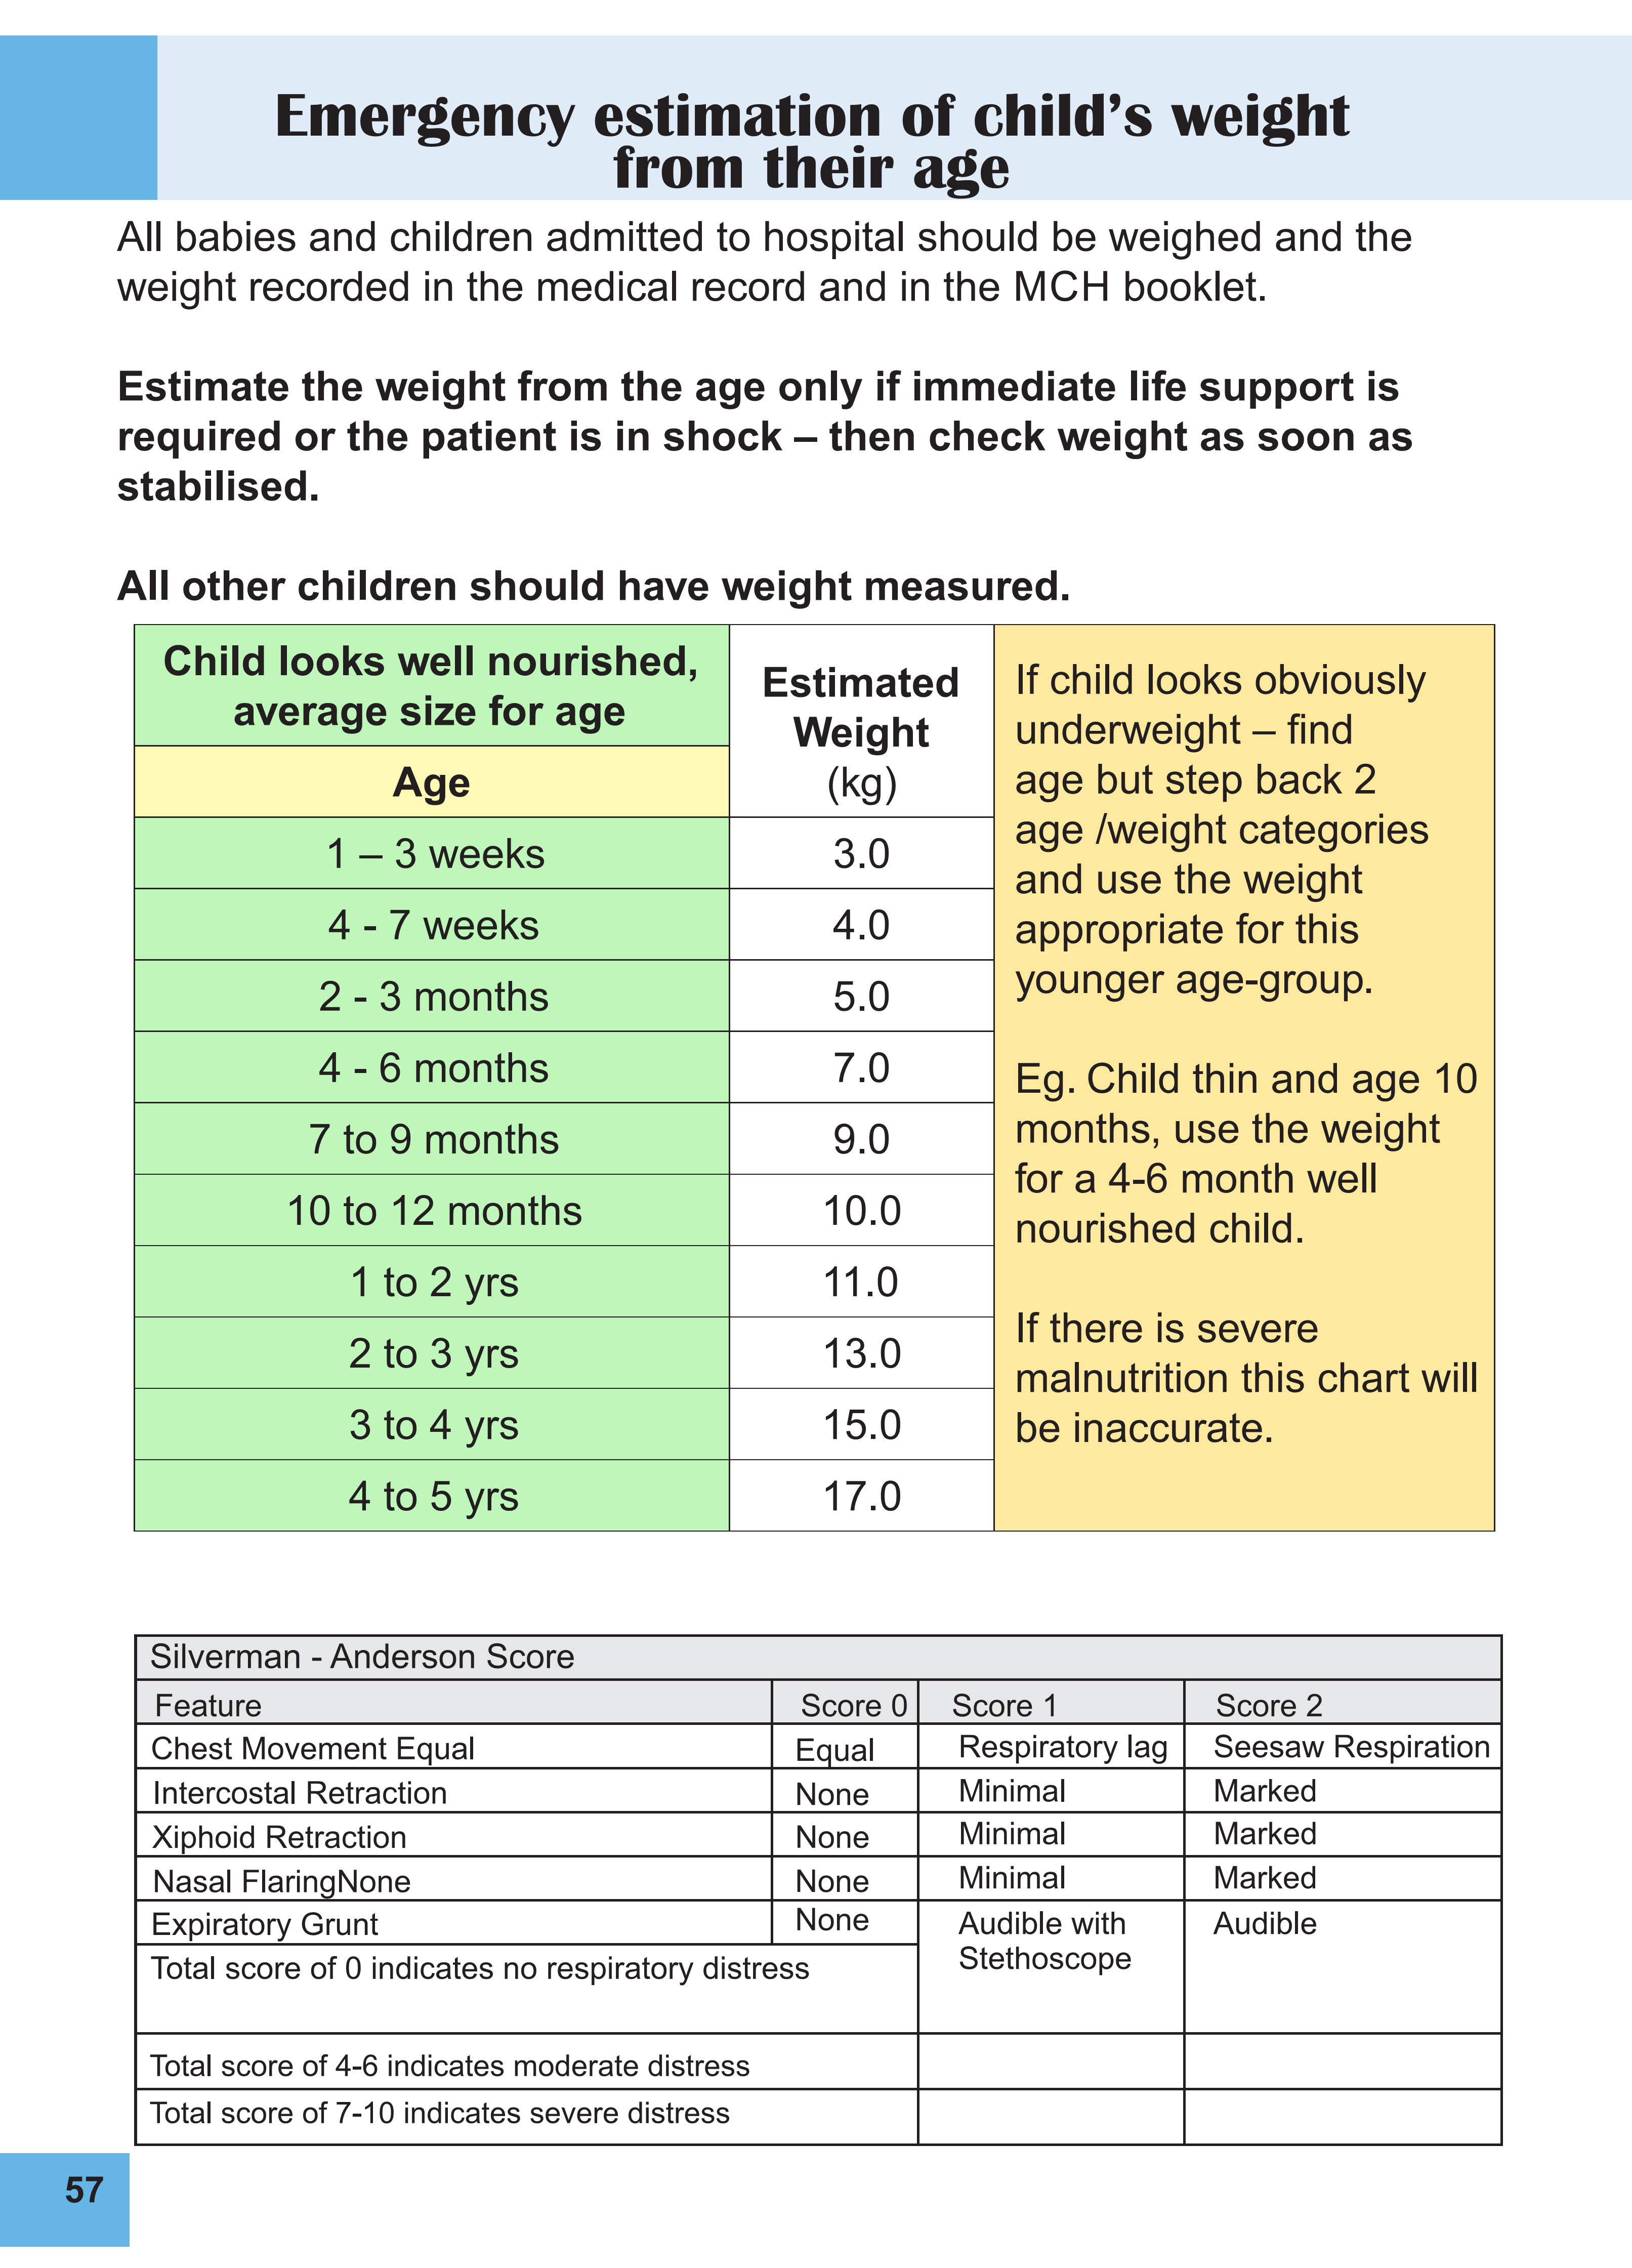 Emergency estimation of child’s weight
from their age
All babies and children admitted to hospital should be weighed and the
weight recorded in the medical record and in the MCH booklet.
Estimate the weight from the age only if immediate life support is
required or the patient is in shock – then check weight as soon as
stabilised.
All other children should have weight measured.
Child looks well nourished,
average size for age
Age
Estimated
Weight
(kg)
1 – 3 weeks 3.0
4 - 7 weeks 4.0
2 - 3 months 5.0
4 - 6 months 7.0
7 to 9 months 9.0
10 to 12 months 10.0
1 to 2 yrs 11.0
2 to 3 yrs 13.0
3 to 4 yrs 15.0
4 to 5 yrs 17.0
If child looks obviously
underweight – find
age but step back 2
age /weight categories
and use the weight
appropriate for this
younger age-group.
Eg. Child thin and age 10
months, use the weight
for a 4-6 month well
nourished child.
If there is severe
malnutrition this chart will
be inaccurate.
Silverman - Anderson Score
Feature Score 0 Score 1 Score 2
Chest Movement Equal Equal Respiratory lag Seesaw Respiration
Intercostal Retraction None Minimal Marked
Xiphoid Retraction None Minimal Marked
Nasal FlaringNone None Minimal Marked
Expiratory Grunt None Audible with Audible
Stethoscope
Total score of 0 indicates no respiratory distress
Total score of 4-6 indicates moderate distress
Total score of 7-10 indicates severe distress
57